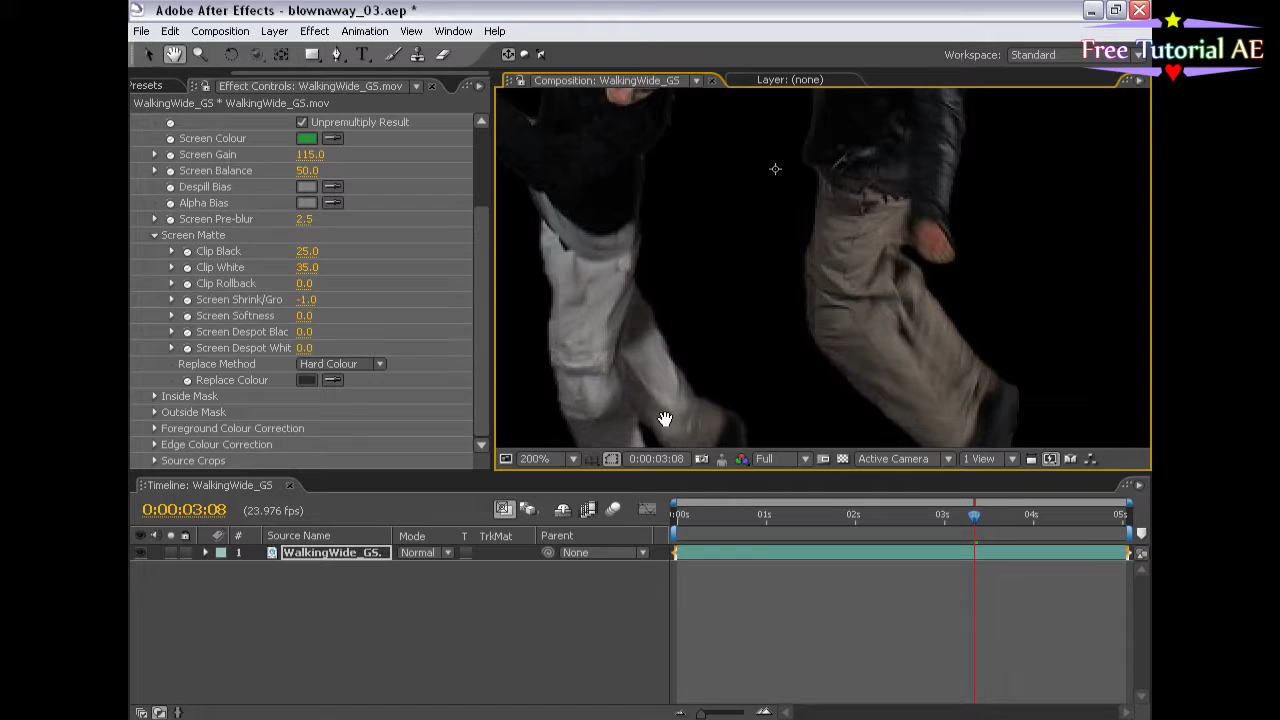 Adobe After Effects - blownaway_03.aep *
File Edit Composition Layer Effect Animation View Window Help
Workspace: Standard
Free Tutorial AE
Presets Effect Controls: WalkingWide_GS.mov
Composition: WalkingWide_GS Layer: (none)
WalkingWide_GS * WalkingWide_GS.mov
Unpremultiply Result
Screen Colour
Screen Gain 115.0
Screen Balance 50.0
Despill Bias
Alpha Bias
Screen Pre-blur 2.5
Screen Matte
Clip Black 25.0
Clip White 35.0
Clip Rollback 0.0
Screen Shrink/Gro -1.0
Screen Softness 0.0
Screen Despot Blac 0.0
Screen Despot Whit 0.0
Replace Method Hard Colour
Replace Colour
Inside Mask
Outside Mask
Foreground Colour Correction
Edge Colour Correction
Source Crops
200% 0:00:03:08 Full Active Camera 1 View
Timeline: WalkingWide_GS
0:00:03:08 (23.976 fps)
:00s 01s 02s 03s 04s 05s
# Source Name Mode T TrkMat Parent
1 WalkingWide_GS. Normal None